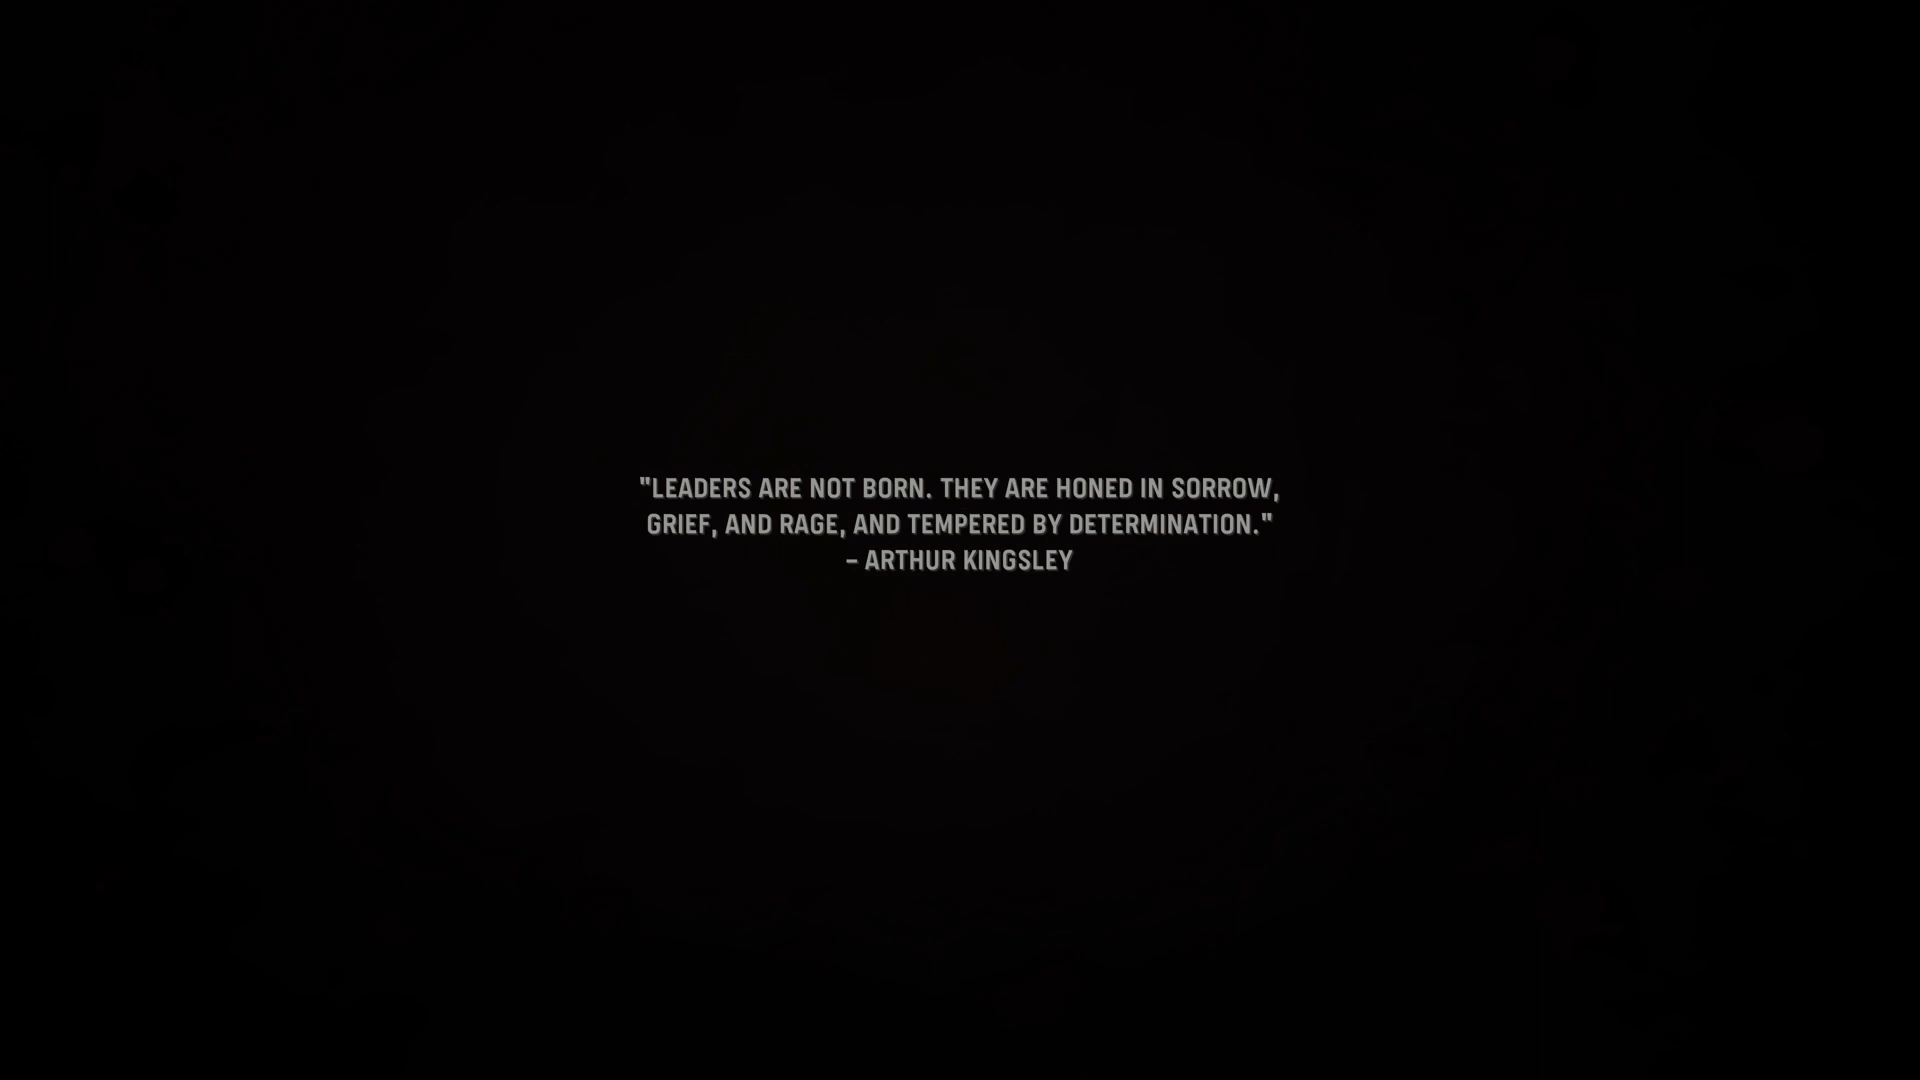 "LEADERS ARE NOT BORN. THEY ARE HONED IN SORROW,
GRIEF, AND RAGE, AND TEMPERED BY DETERMINATION."
– ARTHUR KINGSLEY